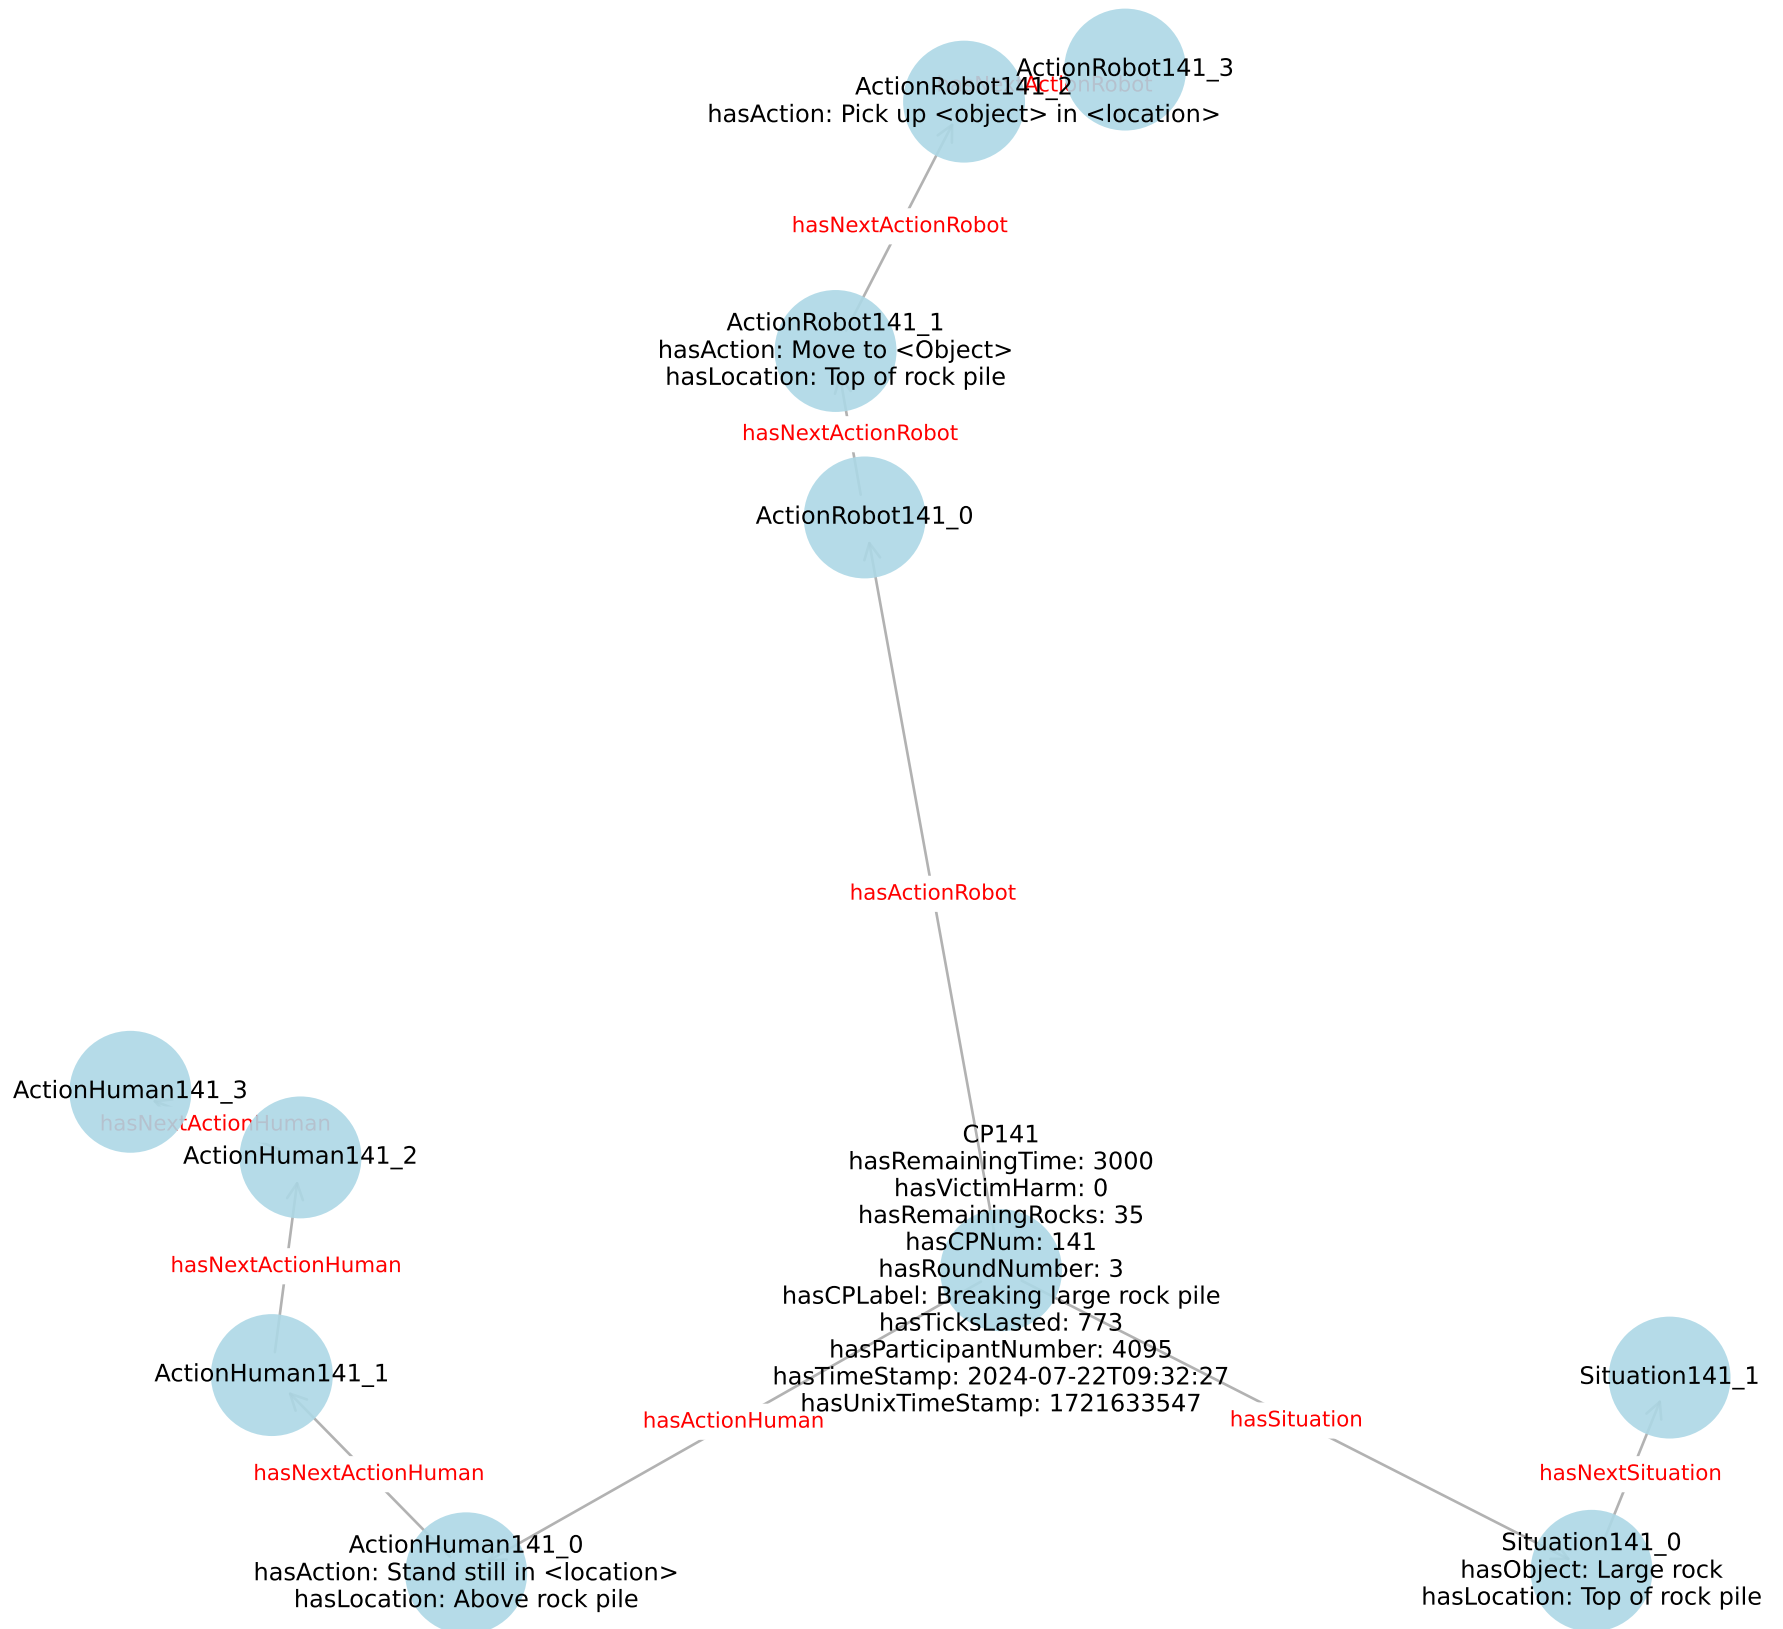 ActionRobot141_3
ActionRobot141_2
hasNextActionRobot
hasAction: Pick up <object> in <location>
hasNextActionRobot
ActionRobot141_1
hasAction: Move to <Object>
hasLocation: Top of rock pile
hasNextActionRobot
ActionRobot141_0
hasActionRobot
ActionHuman141_3
hasNextActionHuman
ActionHuman141_2
CP141
hasRemainingTime: 3000
hasVictimHarm: 0
hasRemainingRocks: 35
hasCPNum: 141
hasRoundNumber: 3
hasCPLabel: Breaking large rock pile
hasTicksLasted: 773
hasParticipantNumber: 4095
hasTimeStamp: 2024-07-22T09:32:27
hasUnixTimeStamp: 1721633547
hasNextActionHuman
ActionHuman141_1
Situation141_1
hasActionHuman
hasSituation
hasNextActionHuman
hasNextSituation
ActionHuman141_0
hasAction: Stand still in <location>
hasLocation: Above rock pile
Situation141_0
hasObject: Large rock
hasLocation: Top of rock pile